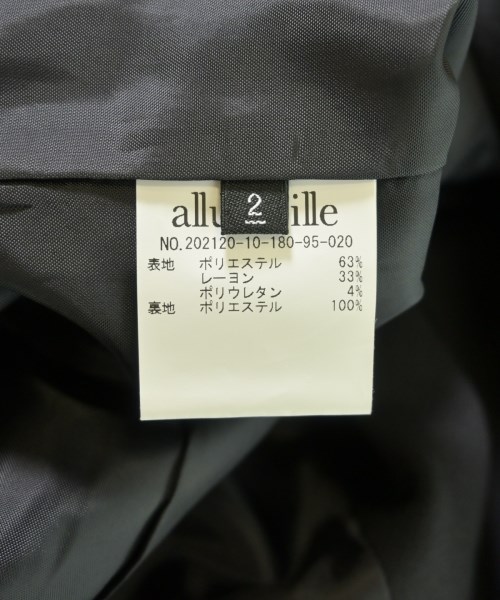 2
allu ille
NO.202120-10-180-95-020
表地 ポリエステル 63%
レーヨン 33%
ポリウレタン 4%
裏地 ポリエステル 100%